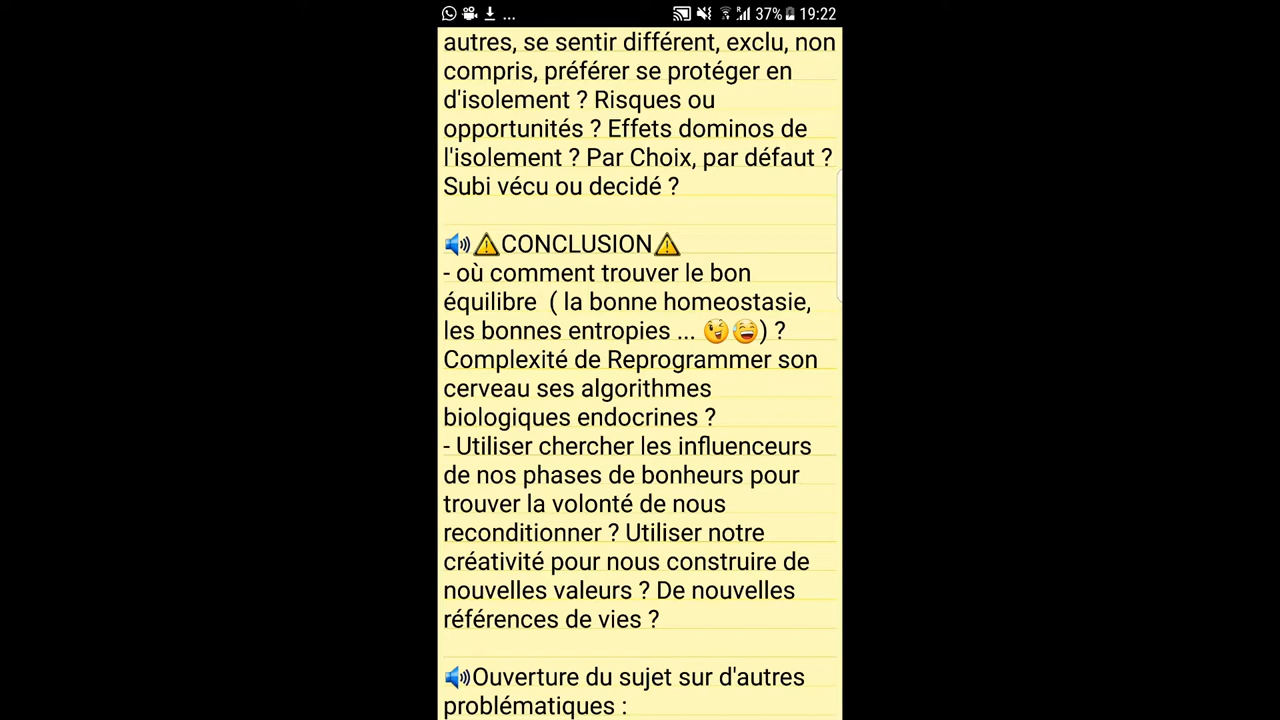 ... 37% 19:22
autres, se sentir différent, exclu, non
compris, préférer se protéger en
d'isolement ? Risques ou
opportunités ? Effets dominos de
l'isolement ? Par Choix, par défaut ?
Subi vécu ou decidé ?
🔊⚠️CONCLUSION⚠️
- où comment trouver le bon
équilibre  ( la bonne homeostasie,
les bonnes entropies ... 😉😅) ?
Complexité de Reprogrammer son
cerveau ses algorithmes
biologiques endocrines ?
- Utiliser chercher les influenceurs
de nos phases de bonheurs pour
trouver la volonté de nous
reconditionner ? Utiliser notre
créativité pour nous construire de
nouvelles valeurs ? De nouvelles
références de vies ?
🔊Ouverture du sujet sur d'autres
problématiques :